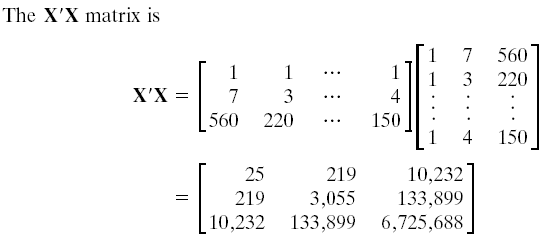 The X′X matrix is
1 1 ⋯ 1 1 7 560
7 3 ⋯ 4 1 3 220
X′X = 560 220 ⋯ 150 ⋮ ⋮ ⋮
1 4 150
25 219 10,232
= 219 3,055 133,899
10,232 133,899 6,725,688